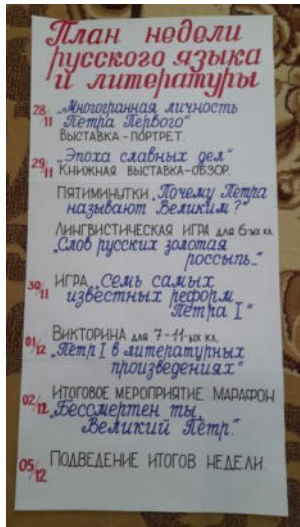 План недели
русского языка
и литературы
28/11 „Многогранная личность
Петра Первого"
ВЫСТАВКА-ПОРТРЕТ.
29/11 „Эпоха славных дел"
КНИЖНАЯ ВЫСТАВКА-ОБЗОР.
ПЯТИМИНУТКИ „Почему Петра
называют Великим?"
ЛИНГВИСТИЧЕСКАЯ ИГРА для 6-ых кл.
„Слов русских золотая
россыпь..."
30/11 ИГРА „Семь самых
известных реформ
Петра I"
01/12 ВИКТОРИНА для 7-11-ых кл.
„Пётр I в литературных
произведениях"
02/12 ИТОГОВОЕ МЕРОПРИЯТИЕ. МАРАФОН
„Бессмертен ты,
Великий Пётр."
05/12 ПОДВЕДЕНИЕ ИТОГОВ НЕДЕЛИ.